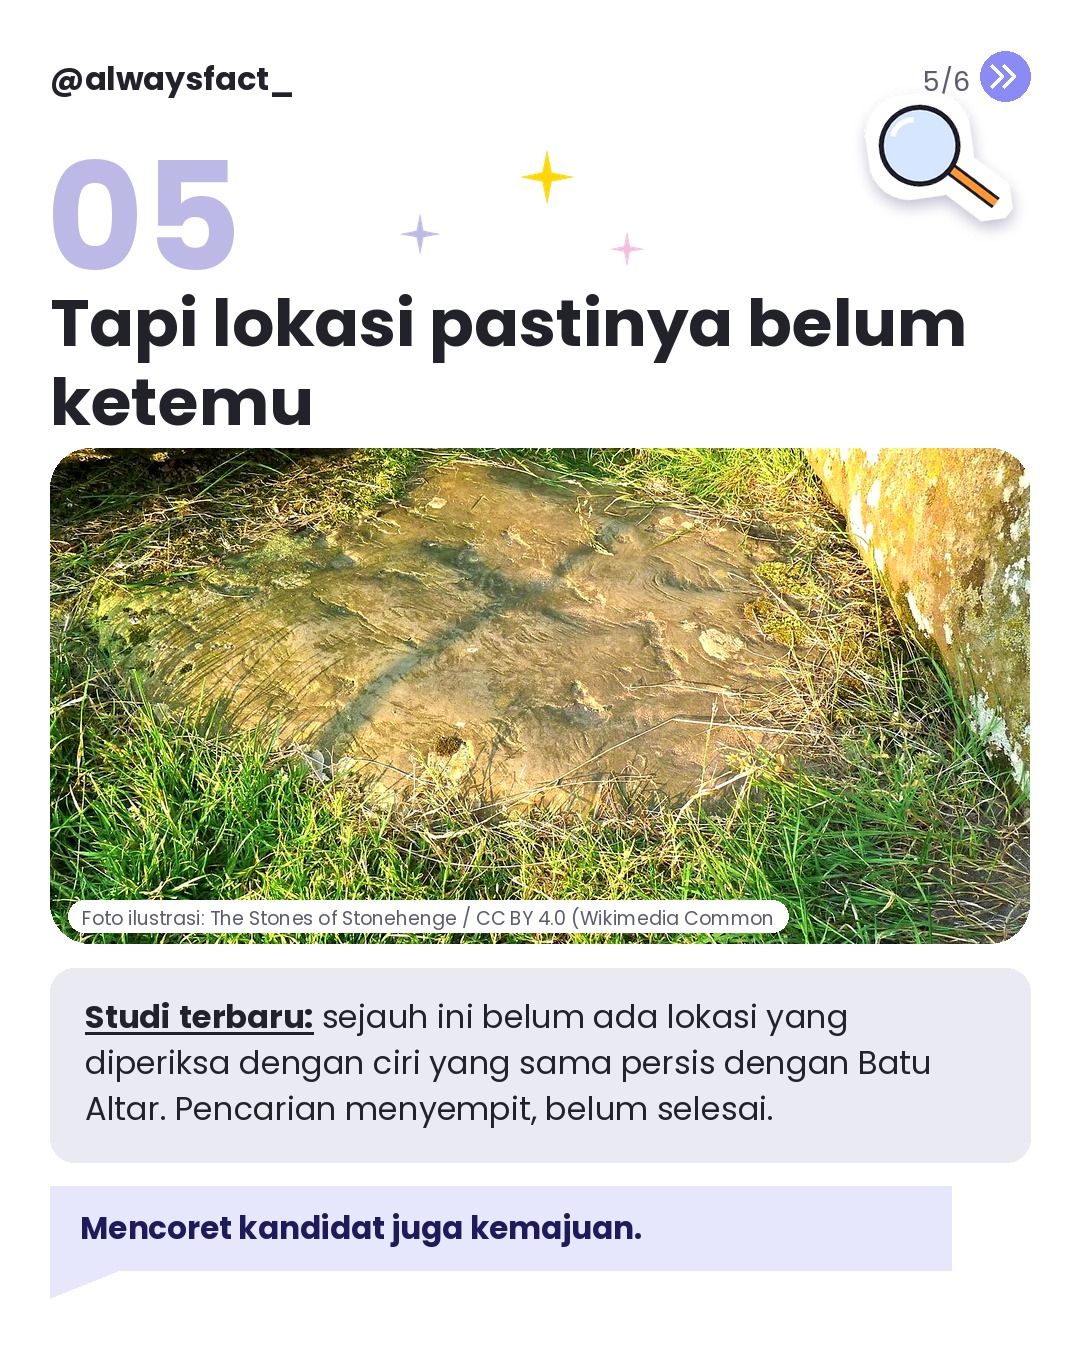 @alwaysfact_
5/6
05
Tapi lokasi pastinya belum
ketemu
Foto ilustrasi: The Stones of Stonehenge / CC BY 4.0 (Wikimedia Common
Studi terbaru: sejauh ini belum ada lokasi yang
diperiksa dengan ciri yang sama persis dengan Batu
Altar. Pencarian menyempit, belum selesai.
Mencoret kandidat juga kemajuan.